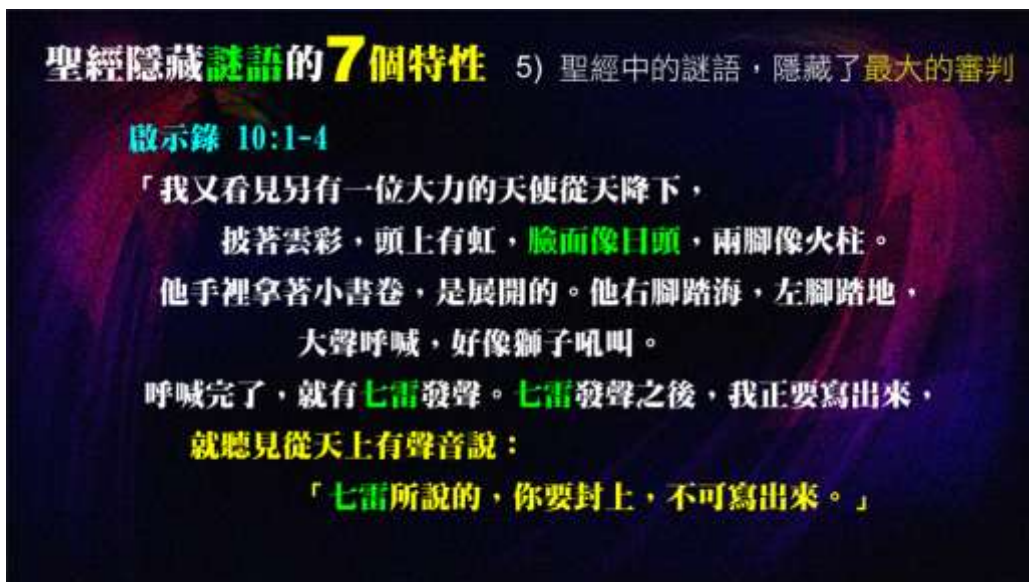 聖經隱藏謎語的7個特性 5) 聖經中的謎語，隱藏了最大的審判
啟示錄 10:1-4
「我又看見另有一位大力的天使從天降下，
披著雲彩，頭上有虹，臉面像日頭，兩腳像火柱。
他手裡拿著小書卷，是展開的。他右腳踏海，左腳踏地，
大聲呼喊，好像獅子吼叫。
呼喊完了，就有七雷發聲。七雷發聲之後，我正要寫出來，
就聽見從天上有聲音說：
「七雷所說的，你要封上，不可寫出來。」